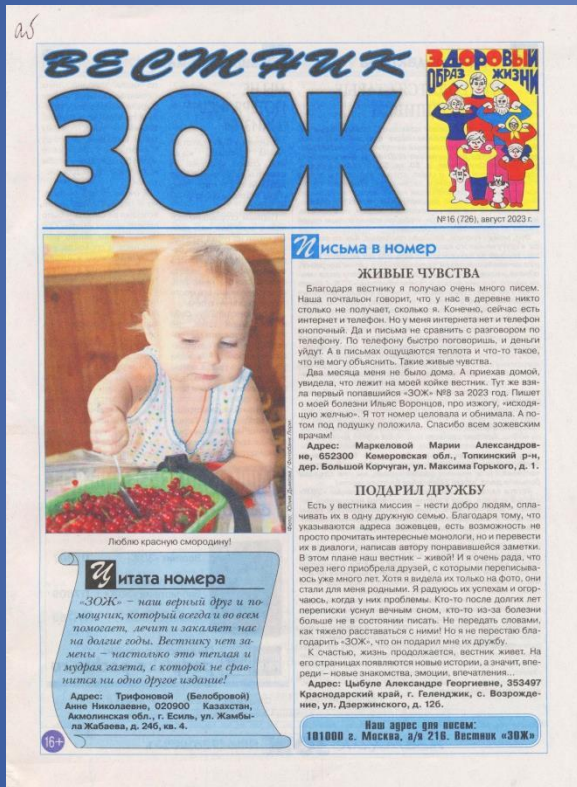 ВЕСТНИК
ЗОЖ
ЗДОРОВЫЙ
ОБРАЗ ЖИЗНИ
№16 (726), август 2023 г.
Люблю красную смородину!
Цитата номера
«ЗОЖ» – наш верный друг и по-
мощник, который всегда и во всем
помогает, лечит и закаляет нас
на долгие годы. Вестнику нет за-
мены – настолько это теплая и
мудрая газета, с которой не срав-
нится ни одно другое издание!
Адрес: Трифоновой (Белобровой)
Анне Николаевне, 020900 Казахстан,
Акмолинская обл., г. Есиль, ул. Жамбы-
ла Жабаева, д. 24б, кв. 4.
16+
Письма в номер
ЖИВЫЕ ЧУВСТВА
Благодаря вестнику я получаю очень много писем.
Наша почтальон говорит, что у нас в деревне никто
столько не получает, сколько я. Конечно, сейчас есть
интернет и телефон. Но у меня интернета нет и телефон
кнопочный. Да и письма не сравнить с разговором по
телефону. По телефону быстро поговоришь, и деньги
уйдут. А в письмах ощущаются теплота и что-то такое,
что не могу объяснить. Такие живые чувства.
Два месяца меня не было дома. А приехав домой,
увидела, что лежит на моей койке вестник. Тут же взя-
ла первый попавшийся «ЗОЖ» №8 за 2023 год. Пишет
о моей болезни Ильяс Воронцов, про изжогу, «исходя-
щую желчью». Я тот номер целовала и обнимала. А по-
том под подушку положила. Спасибо всем зожевским
врачам!
Адрес: Маркеловой Марии Александров-
не, 652300 Кемеровская обл., Топкинский р-н,
дер. Большой Корчуган, ул. Максима Горького, д. 1.
ПОДАРИЛ ДРУЖБУ
Есть у вестника миссия – нести добро людям, спла-
чивать их в одну дружную семью. Благодаря тому, что
указываются адреса зожевцев, есть возможность не
просто прочитать интересные монологи, но и перевести
их в диалоги, написав автору понравившейся заметки.
В этом плане наш вестник – живой! И я очень рада, что
через него приобрела друзей, с которыми переписыва-
юсь уже много лет. Хотя я видела их только на фото, они
стали для меня родными. Я радуюсь их успехам и огор-
чаюсь, когда у них проблемы. Кто-то после долгих лет
переписки уснул вечным сном, кто-то из-за болезни
больше не в состоянии писать. Не передать словами,
как тяжело расставаться с ними! Но я не перестаю бла-
годарить «ЗОЖ», что он подарил мне их дружбу.
К счастью, жизнь продолжается, вестник живет. На
его страницах появляются новые истории, а значит, впе-
реди – новые знакомства, эмоции, впечатления...
Адрес: Цыбуле Александре Георгиевне, 353497
Краснодарский край, г. Геленджик, с. Возрожде-
ние, ул. Дзержинского, д. 12б.
Наш адрес для писем:
101000 г. Москва, а/я 216. Вестник «ЗОЖ»